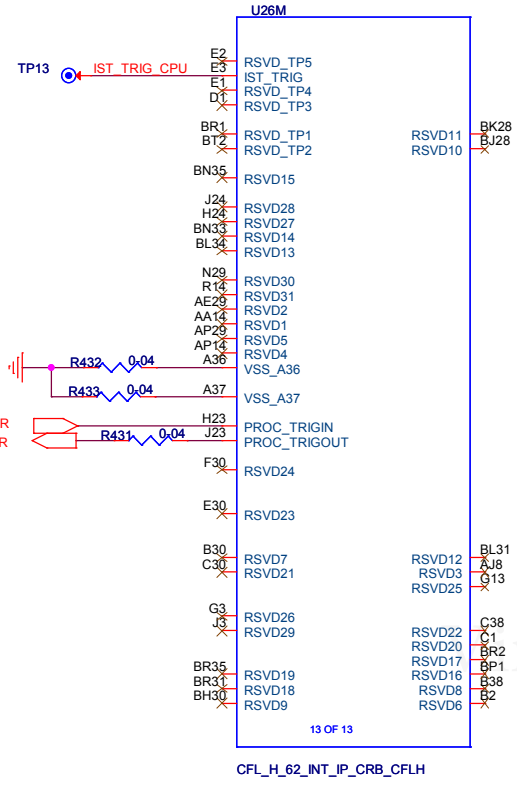 U26M
TP13 IST_TRIG_CPU
E2 RSVD_TP5
E3 IST_TRIG
E1 RSVD_TP4
D1 RSVD_TP3
BR1 RSVD_TP1 RSVD11 BK28
BT2 RSVD_TP2 RSVD10 BJ28
BN35 RSVD15
J24 RSVD28
H24 RSVD27
BN33 RSVD14
BL34 RSVD13
N29 RSVD30
R14 RSVD31
AE29 RSVD2
AA14 RSVD1
AP29 RSVD5
AP14 RSVD4
R432 0-04 A36 VSS_A36
R433 0-04 A37 VSS_A37
R H23 PROC_TRIGIN
R R431 0-04 J23 PROC_TRIGOUT
F30 RSVD24
E30 RSVD23
B30 RSVD7 RSVD12 BL31
C30 RSVD21 RSVD3 AJ8
RSVD25 G13
G3 RSVD26
J3 RSVD29 RSVD22 C38
RSVD20 C1
RSVD17 BR2
BR35 RSVD19 RSVD16 BP1
BR31 RSVD18 RSVD8 B38
BH30 RSVD9 RSVD6 B2
13 OF 13
CFL_H_62_INT_IP_CRB_CFLH